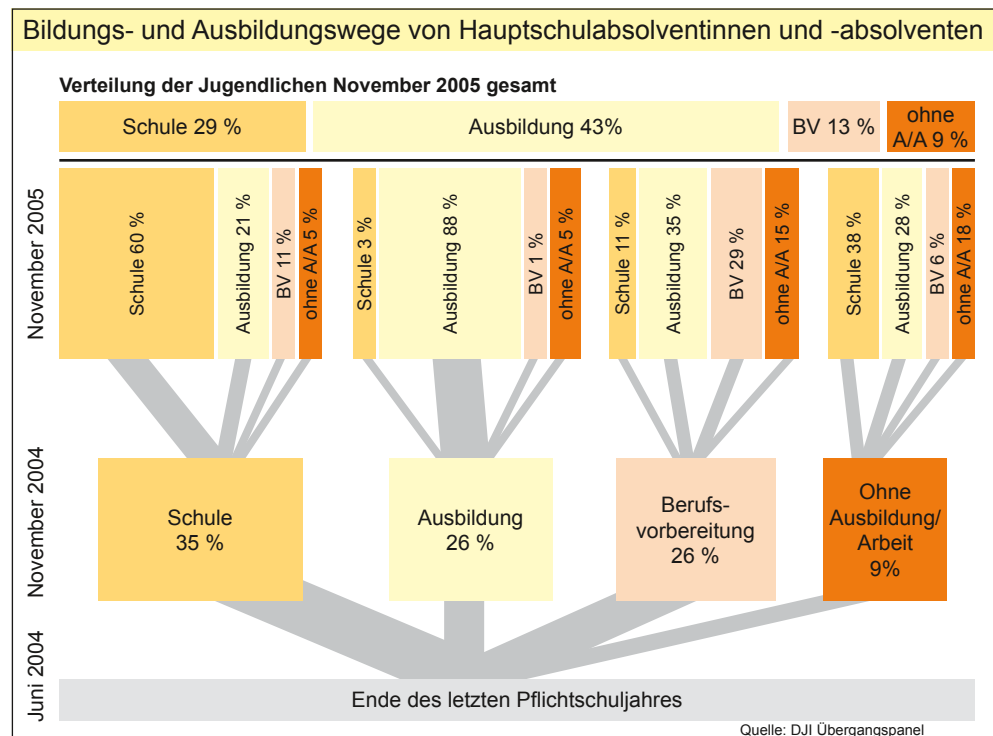 Bildungs- und Ausbildungswege von Hauptschulabsolventinnen und -absolventen
Verteilung der Jugendlichen November 2005 gesamt
Schule 29 %
Ausbildung 43%
BV 13 %
ohne
A/A 9 %
November 2005
Schule 60 %
Ausbildung 21 %
BV 11 %
ohne A/A 5 %
Schule 3 %
Ausbildung 88 %
BV 1 %
ohne A/A 5 %
Schule 11 %
Ausbildung 35 %
BV 29 %
ohne A/A 15 %
Schule 38 %
Ausbildung 28 %
BV 6 %
ohne A/A 18 %
November 2004
Schule
35 %
Ausbildung
26 %
Berufs-
vorbereitung
26 %
Ohne
Ausbildung/
Arbeit
9%
Juni 2004
Ende des letzten Pflichtschuljahres
Quelle: DJI Übergangspanel